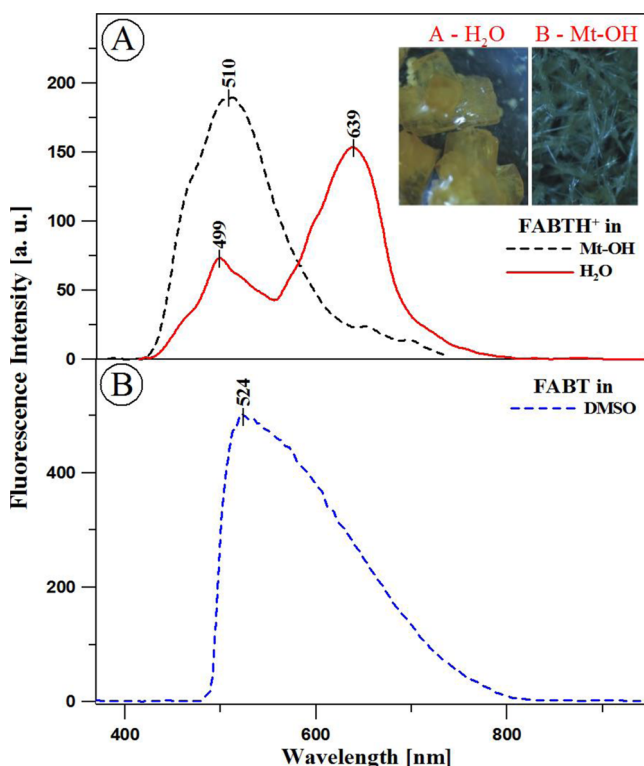 A
A - H₂O B - Mt-OH
510
639
499
200
150
100
50
0
FABTH⁺ in
Mt-OH
H₂O
Fluorescence Intensity [a. u.]
B
524
FABT in
DMSO
400
200
0
400 600 800
Wavelength [nm]